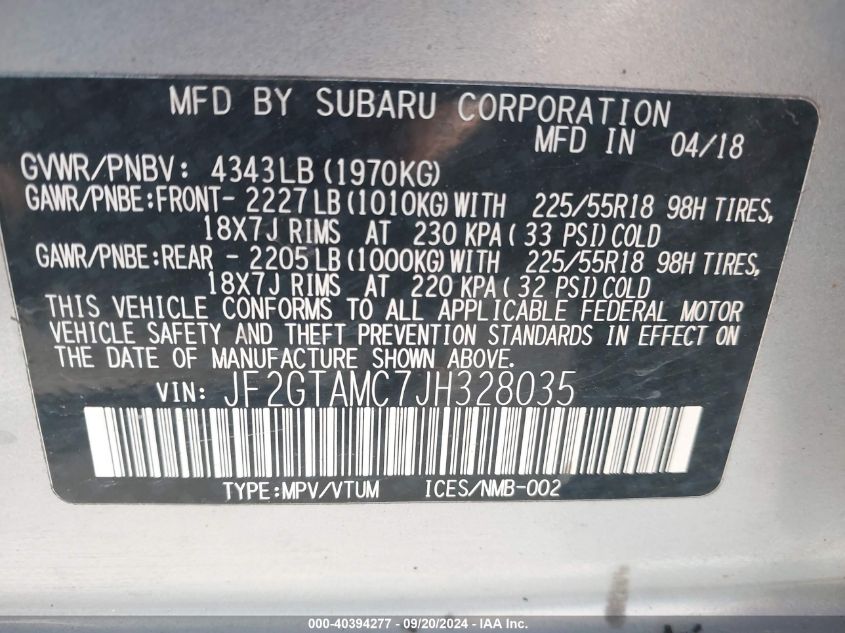 MFD BY SUBARU CORPORATION
MFD IN 04/18
GVWR/PNBV: 4343LB (1970KG)
GAWR/PNBE:FRONT- 2227LB (1010KG) WITH 225/55R18 98H TIRES,
18X7J RIMS AT 230 KPA ( 33 PSI) COLD
GAWR/PNBE:REAR - 2205LB (1000KG) WITH 225/55R18 98H TIRES,
18X7J RIMS AT 220 KPA ( 32 PSI) COLD
THIS VEHICLE CONFORMS TO ALL APPLICABLE FEDERAL MOTOR
VEHICLE SAFETY AND THEFT PREVENTION STANDARDS IN EFFECT ON
THE DATE OF MANUFACTURE SHOWN ABOVE.
VIN: JF2GTAMC7JH328035
TYPE:MPV/VTUM ICES/NMB-002
000-40394277 - 09/20/2024 - IAA Inc.